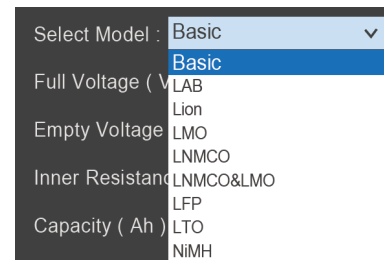 Select Model : Basic
Basic
Full Voltage ( V
LAB
Lion
Empty Voltage
LMO
LNMCO
Inner Resistanc
LNMCO&LMO
LFP
Capacity ( Ah )
LTO
NiMH